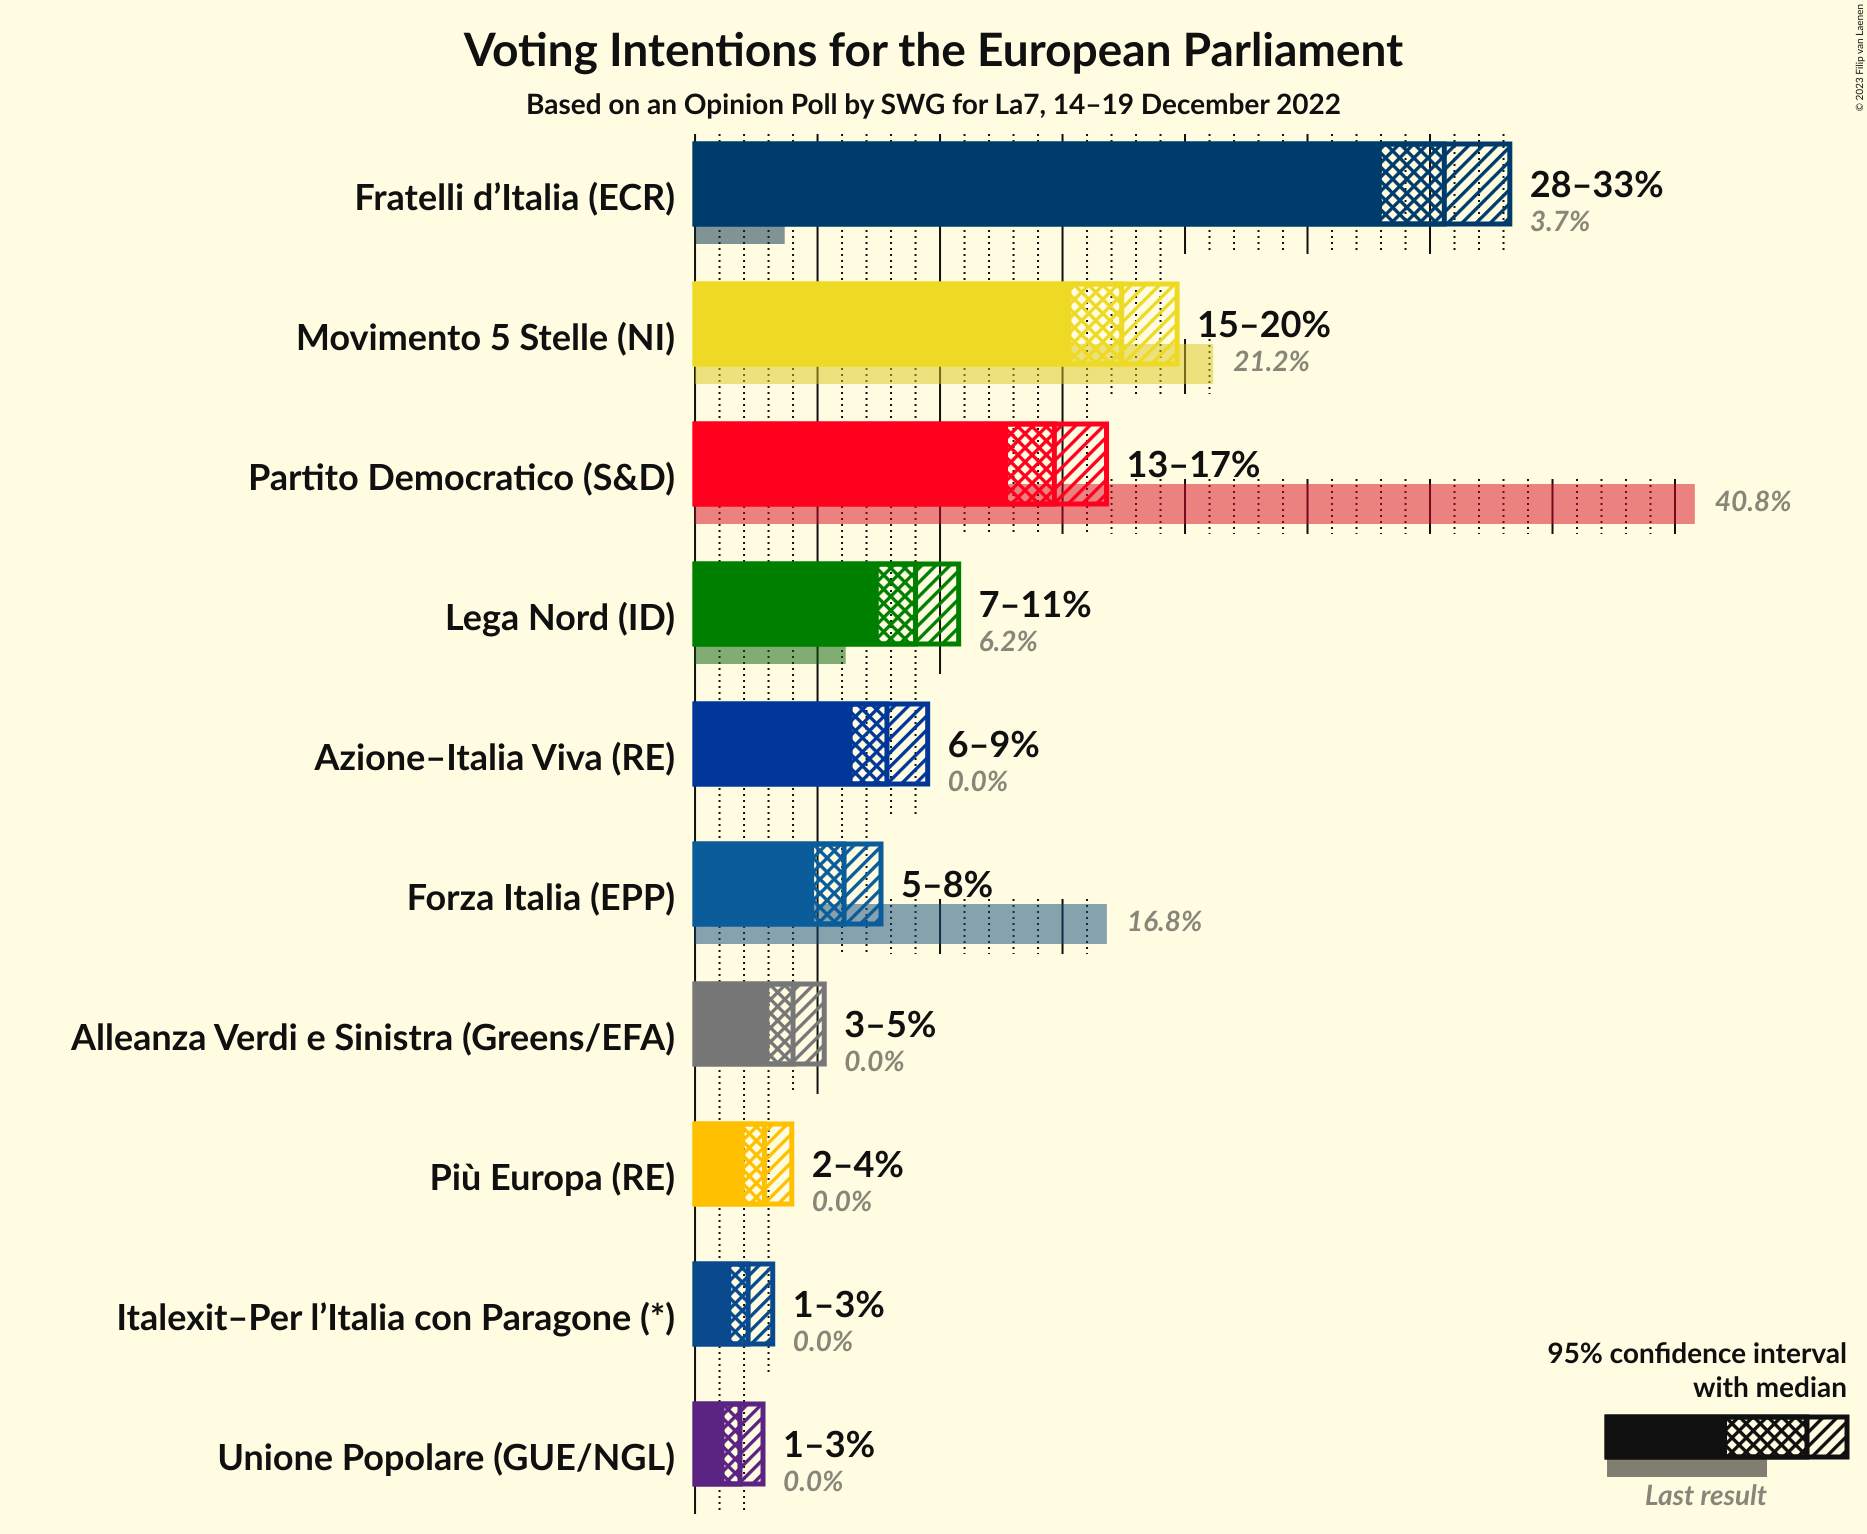 Voting Intentions for the European Parliament
Based on an Opinion Poll by SWG for La7, 14–19 December 2022
© 2023 Filip van Laenen
Fratelli d’Italia (ECR)
28–33%
3.7%
Movimento 5 Stelle (NI)
15–20%
21.2%
Partito Democratico (S&D)
13–17%
40.8%
Lega Nord (ID)
7–11%
6.2%
Azione–Italia Viva (RE)
6–9%
0.0%
Forza Italia (EPP)
5–8%
16.8%
Alleanza Verdi e Sinistra (Greens/EFA)
3–5%
0.0%
Più Europa (RE)
2–4%
0.0%
Italexit–Per l’Italia con Paragone (*)
1–3%
0.0%
Unione Popolare (GUE/NGL)
1–3%
0.0%
95% confidence interval
with median
Last result